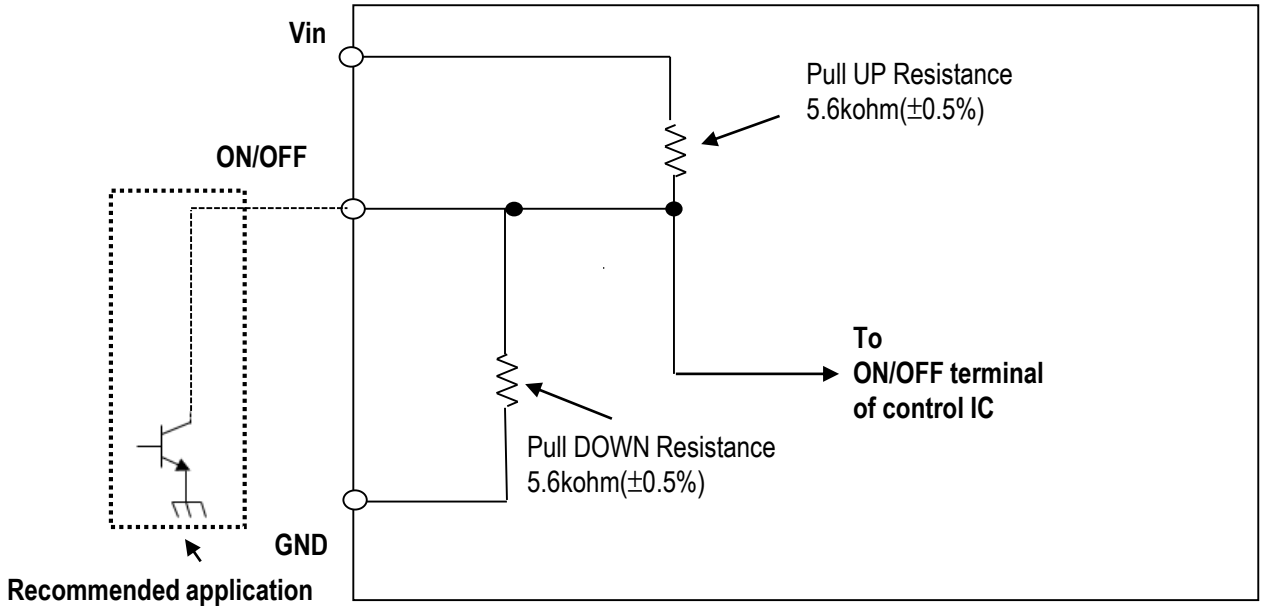 Vin
Pull UP Resistance
5.6kohm(±0.5%)
ON/OFF
To
ON/OFF terminal
of control IC
Pull DOWN Resistance
5.6kohm(±0.5%)
GND
Recommended application